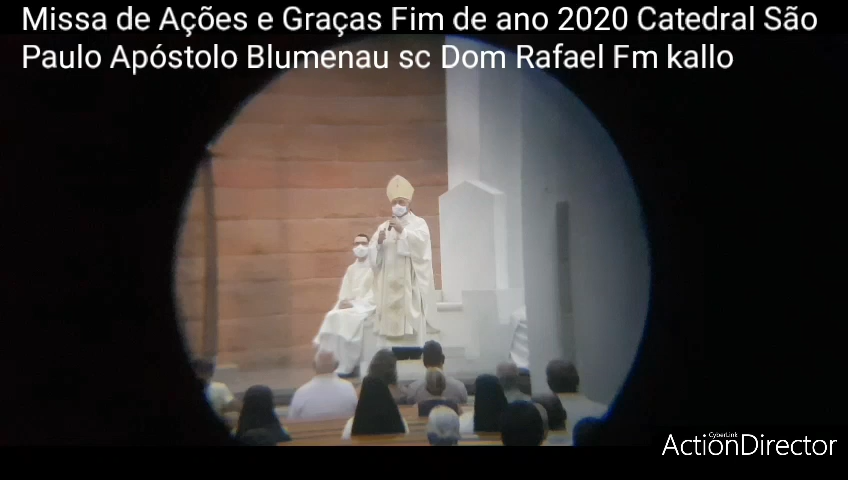 Missa de Ações e Graças Fim de ano 2020 Catedral São
Paulo Apóstolo Blumenau sc Dom Rafael Fm kallo
CyberLink
ActionDirector